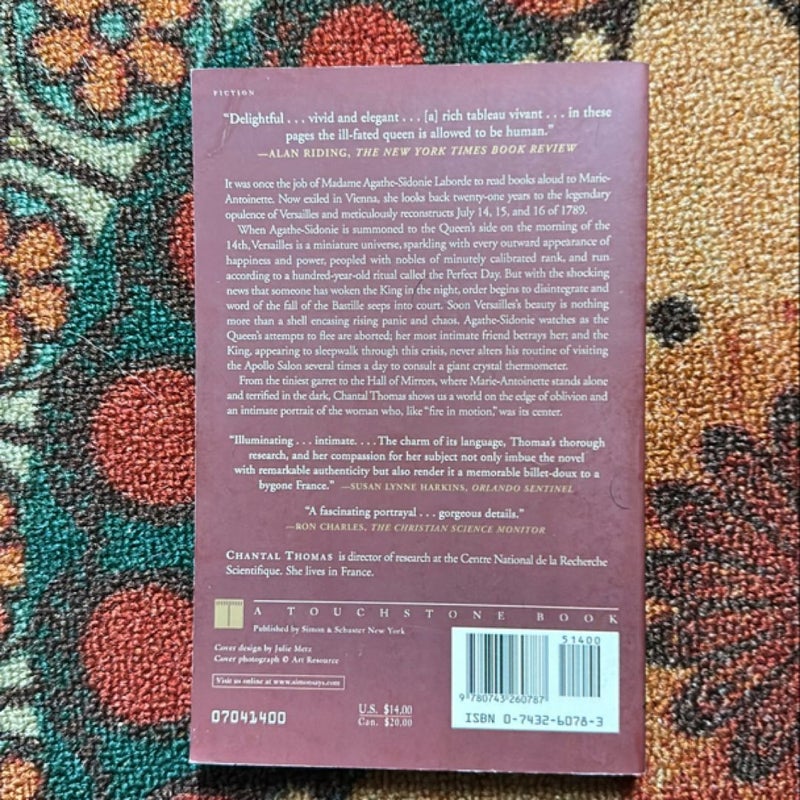 FICTION
“Delightful . . . vivid and elegant . . . [a] rich tableau vivant . . . in these
pages the ill-fated queen is allowed to be human.”
—ALAN RIDING, THE NEW YORK TIMES BOOK REVIEW
It was once the job of Madame Agathe-Sidonie Laborde to read books aloud to Marie-
Antoinette. Now exiled in Vienna, she looks back twenty-one years to the legendary
opulence of Versailles and meticulously reconstructs July 14, 15, and 16 of 1789.
When Agathe-Sidonie is summoned to the Queen's side on the morning of the
14th, Versailles is a miniature universe, sparkling with every outward appearance of
happiness and power, peopled with nobles of minutely calibrated rank, and run
according to a hundred-year-old ritual called the Perfect Day. But with the shocking
news that someone has woken the King in the night, order begins to disintegrate and
word of the fall of the Bastille seeps into court. Soon Versailles's beauty is nothing
more than a shell encasing rising panic and chaos. Agathe-Sidonie watches as the
Queen's attempts to flee are aborted; her most intimate friend betrays her; and the
King, appearing to sleepwalk through this crisis, never alters his routine of visiting
the Apollo Salon several times a day to consult a giant crystal thermometer.
From the tiniest garret to the Hall of Mirrors, where Marie-Antoinette stands alone
and terrified in the dark, Chantal Thomas shows us a world on the edge of oblivion and
an intimate portrait of the woman who, like “fire in motion,” was its center.
“Illuminating . . . intimate. . . . The charm of its language, Thomas's thorough
research, and her compassion for her subject not only imbue the novel
with remarkable authenticity but also render it a memorable billet-doux to a
bygone France.” —SUSAN LYNNE HARKINS, ORLANDO SENTINEL
“A fascinating portrayal . . . gorgeous details.”
—RON CHARLES, THE CHRISTIAN SCIENCE MONITOR
CHANTAL THOMAS is director of research at the Centre National de la Recherche
Scientifique. She lives in France.
A TOUCHSTONE BOOK
Published by Simon & Schuster New York
Cover design by Julie Metz
Cover photograph © Art Resource
Visit us online at www.simonsays.com
07041400
U.S. $14.00
Can. $20.00
51400
9 780743 260787
ISBN 0-7432-6078-3